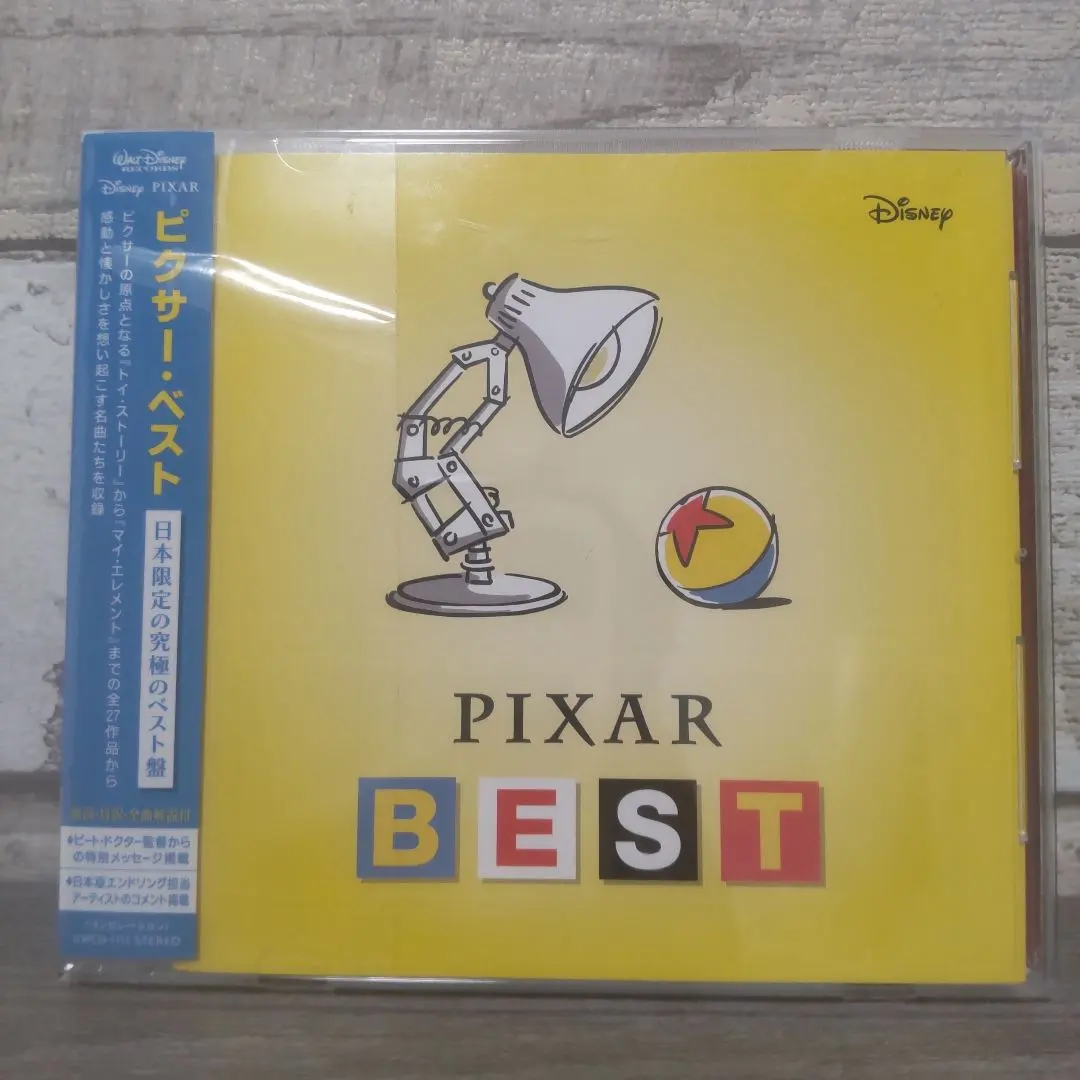 WALT DISNEY
RECORDS
DISNEY PIXAR
ピクサー・ベスト
日本限定の究極のベスト盤
ピクサーの原点となる『トイ・ストーリー』から『マイ・エレメント』までの全27作品から
感動と懐かしさを想い起こす名曲たちを収録
・全曲解説付
♦ピート・ドクター監督から
の特別メッセージ掲載
♦日本版エンドソング担当
アーティストのコメント掲載
STEREO
DISNEY
PIXAR
BEST